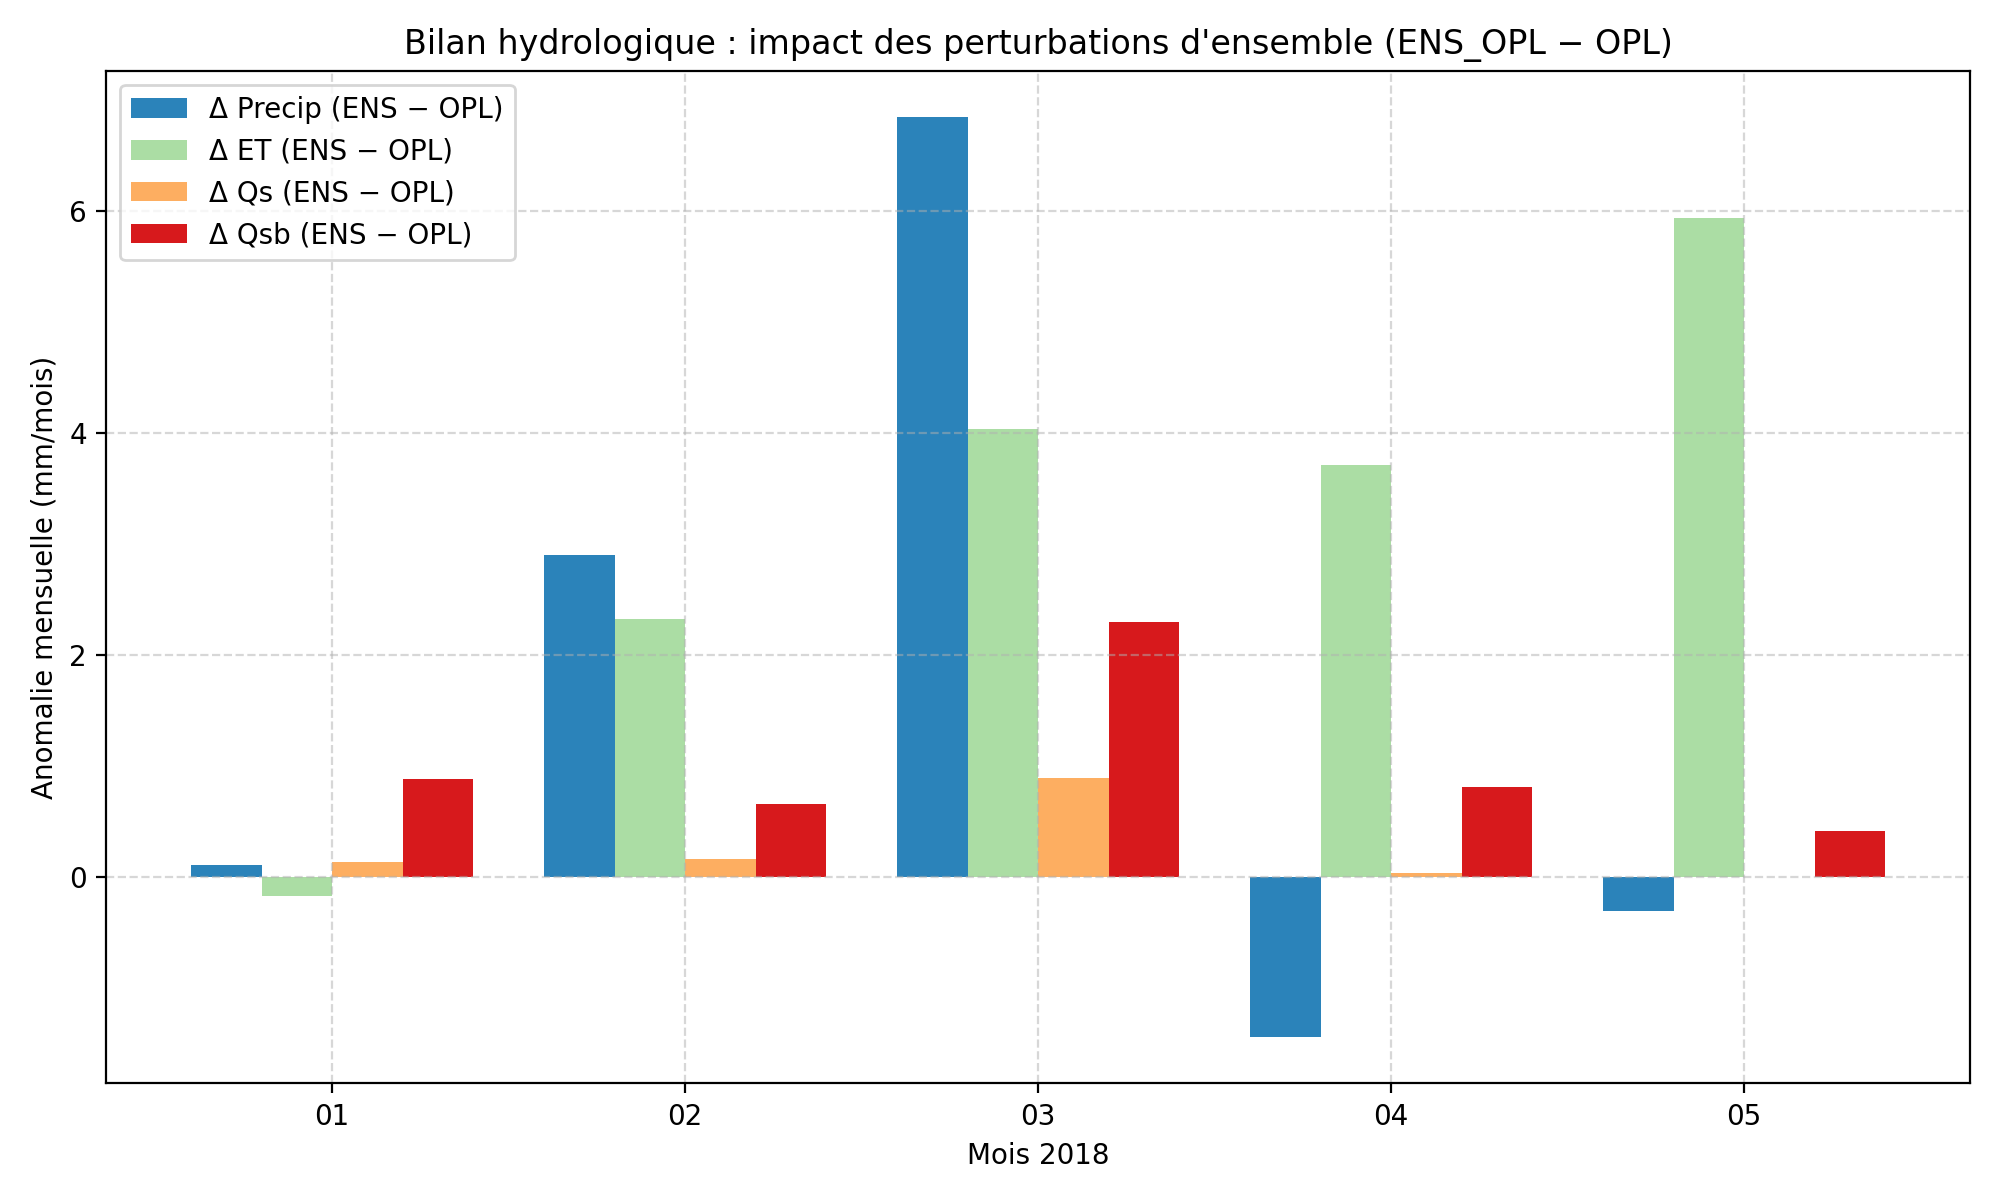 Bilan hydrologique : impact des perturbations d'ensemble (ENS_OPL − OPL)
Δ Precip (ENS − OPL)
Δ ET (ENS − OPL)
Δ Qs (ENS − OPL)
Δ Qsb (ENS − OPL)
Anomalie mensuelle (mm/mois)
6
4
2
0
01 02 03 04 05
Mois 2018